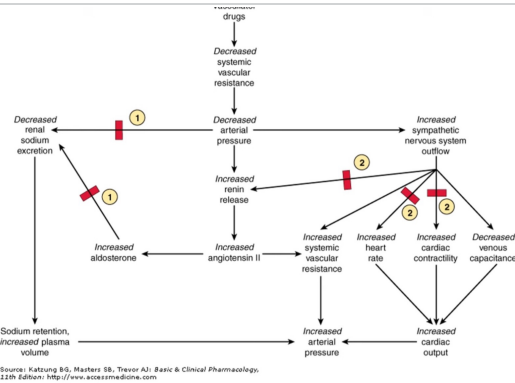 vasodilator
drugs
Decreased
systemic
vascular
resistance
Decreased
renal
sodium
excretion
1
Decreased
arterial
pressure
Increased
sympathetic
nervous system
outflow
2
Increased
renin
release
1
2
2
Increased
aldosterone
Increased
angiotensin II
Increased
systemic
vascular
resistance
Increased
heart
rate
Increased
cardiac
contractility
Decreased
venous
capacitance
Sodium retention,
increased plasma
volume
Increased
arterial
pressure
Increased
cardiac
output
Source: Katzung BG, Masters SB, Trevor AJ: Basic & Clinical Pharmacology,
11th Edition: http://www.accessmedicine.com